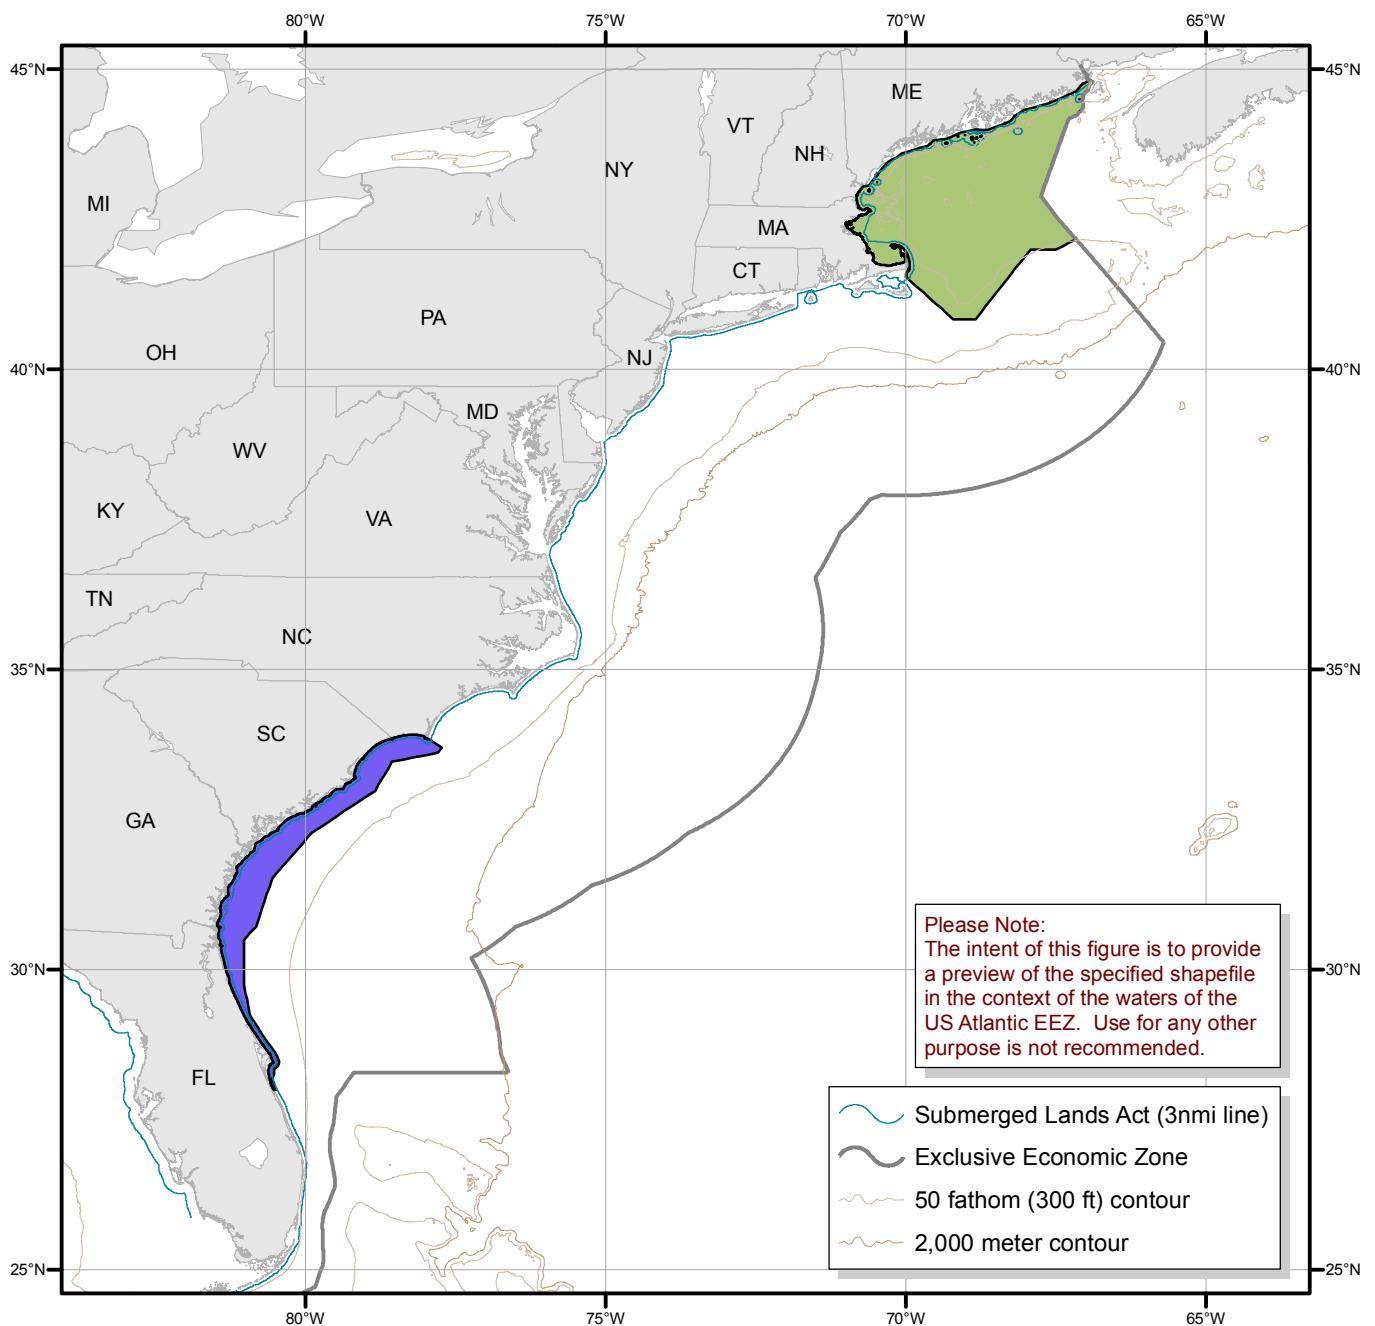 80°W 75°W 70°W 65°W
45°N 45°N
ME
VT
NH
NY
MI
MA
CT
PA
OH
NJ
40°N 40°N
MD
WV
KY
VA
TN
NC
35°N 35°N
SC
GA
Please Note:
The intent of this figure is to provide
a preview of the specified shapefile
in the context of the waters of the
US Atlantic EEZ. Use for any other
purpose is not recommended.
30°N 30°N
FL
Submerged Lands Act (3nmi line)
Exclusive Economic Zone
50 fathom (300 ft) contour
2,000 meter contour
25°N 25°N
80°W 75°W 70°W 65°W